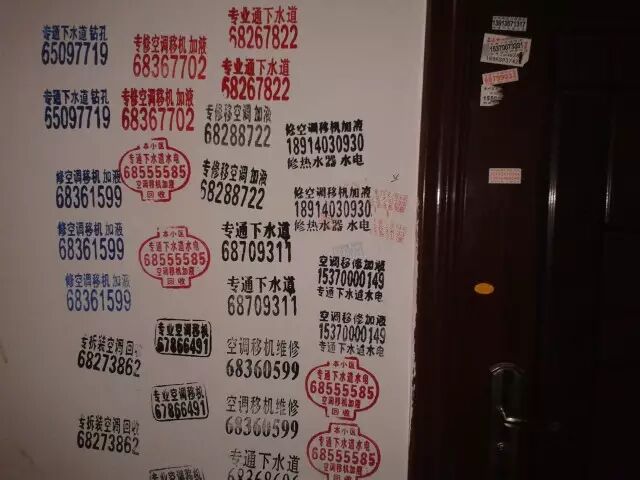 专通下水道 钻孔
65097719
专通下水道 钻孔
65097719
修空调移机 加液
68361599
修空调移机 加液
68361599
修空调移机 加液
68361599
专拆装空调 回收
68273862
专拆装空调 回收
68273862
专修空调移机 加液
68367702
专修空调移机 加液
68367702
本小区
专通下水道水电
68555585
空调移机加液
回收
本小区
专通下水道水电
68555585
空调移机加液
回收
专业空调移机
67866491
专业空调移机
67866491
专业空调移机
专业通下水道
68267822
专业通下水道
68267822
专修移空调 加液
68288722
专修移空调 加液
68288722
专通下水道
68709311
专通下水道
68709311
空调移机维修
68360599
空调移机维修
68360599
专通下水道
修空调移机加液
18914030930
修热水器 水电
修空调移机加液
18914030930
修热水器 水电
空调移修加液
15370000149
专通下水道水电
空调移修加液
15370000149
专通下水道水电
本小区
专通下水道水电
68555585
空调移机加液
回收
本小区
专通下水道水电
68555585
空调移机加液
回收